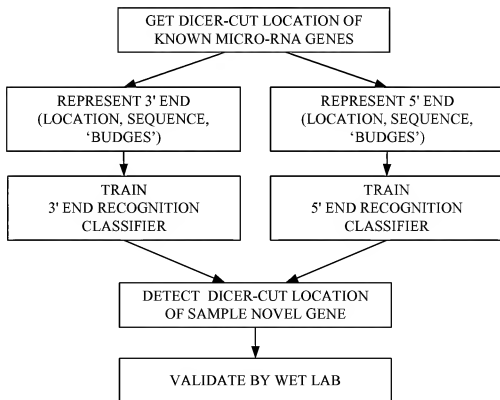 GET DICER-CUT LOCATION OF
KNOWN MICRO-RNA GENES
REPRESENT 3' END
(LOCATION, SEQUENCE,
‘BUDGES’)
REPRESENT 5' END
(LOCATION, SEQUENCE,
‘BUDGES’)
TRAIN
3' END RECOGNITION
CLASSIFIER
TRAIN
5' END RECOGNITION
CLASSIFIER
DETECT DICER-CUT LOCATION
OF SAMPLE NOVEL GENE
VALIDATE BY WET LAB